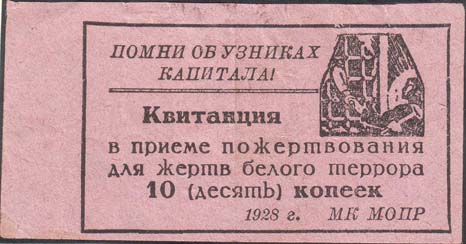 ПОМНИ ОБ УЗНИКАХ
КАПИТАЛА!
Квитанция
в приеме пожертвования
для жертв белого террора
10 (десять) копеек
1928 г. МК МОПР